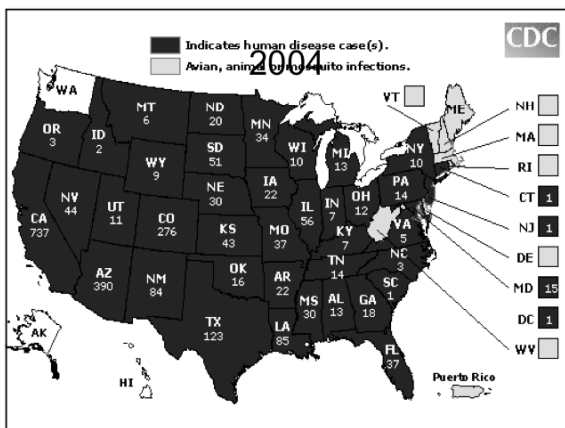 Indicates human disease case(s).
Avian, animal or mosquito infections.
2004
CDC
WA
MT
6
ND
20
MN
34
VT
ME
NH
OR
3
ID
2
SD
51
WI
10
MI
13
NY
10
MA
WY
9
RI
NE
30
IA
22
PA
14
CT 1
NV
44
UT
11
CO
276
IL
56
IN
7
OH
12
NJ 1
CA
737
KS
43
MO
37
KY
7
VA
5
DE
AZ
390
NM
84
OK
16
AR
22
TN
14
NC
3
MD 15
SC
1
DC 1
TX
123
LA
85
MS
30
AL
13
GA
18
WV
AK
HI
FL
37
Puerto Rico